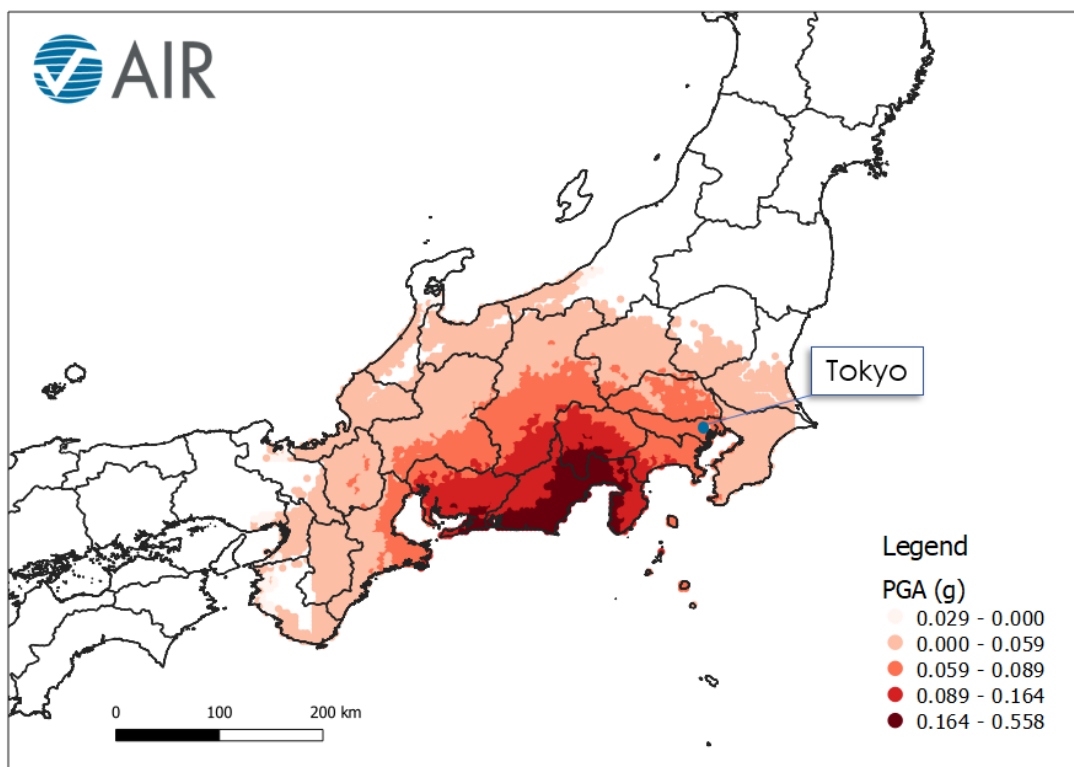 AIR
Tokyo
Legend
PGA (g)
0.029 - 0.000
0.000 - 0.059
0.059 - 0.089
0.089 - 0.164
0.164 - 0.558
0 100 200 km